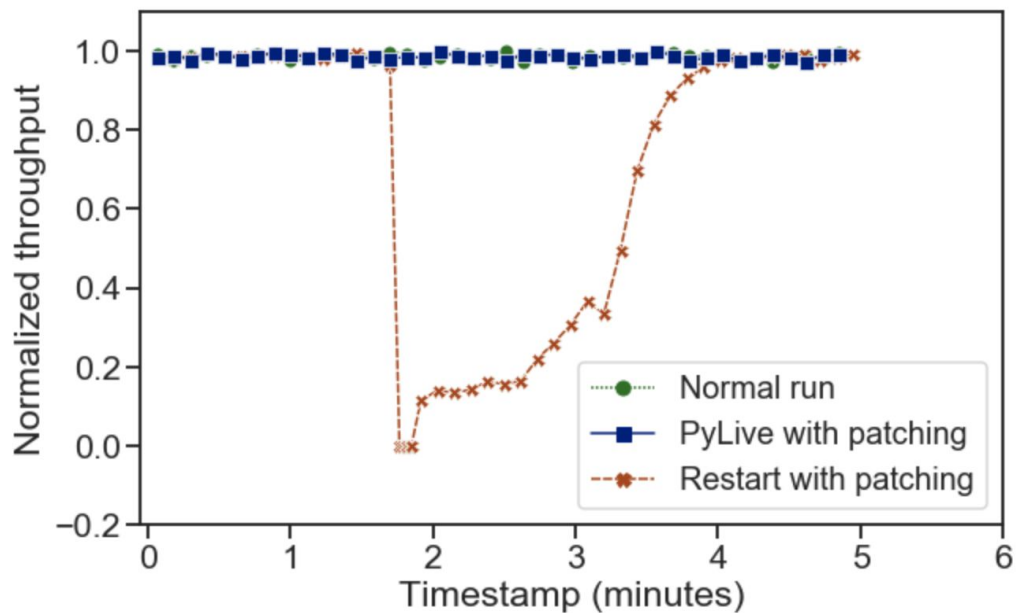 Normalized throughput
1.0
0.8
0.6
0.4
0.2
0.0
−0.2
Normal run
PyLive with patching
Restart with patching
0 1 2 3 4 5 6
Timestamp (minutes)